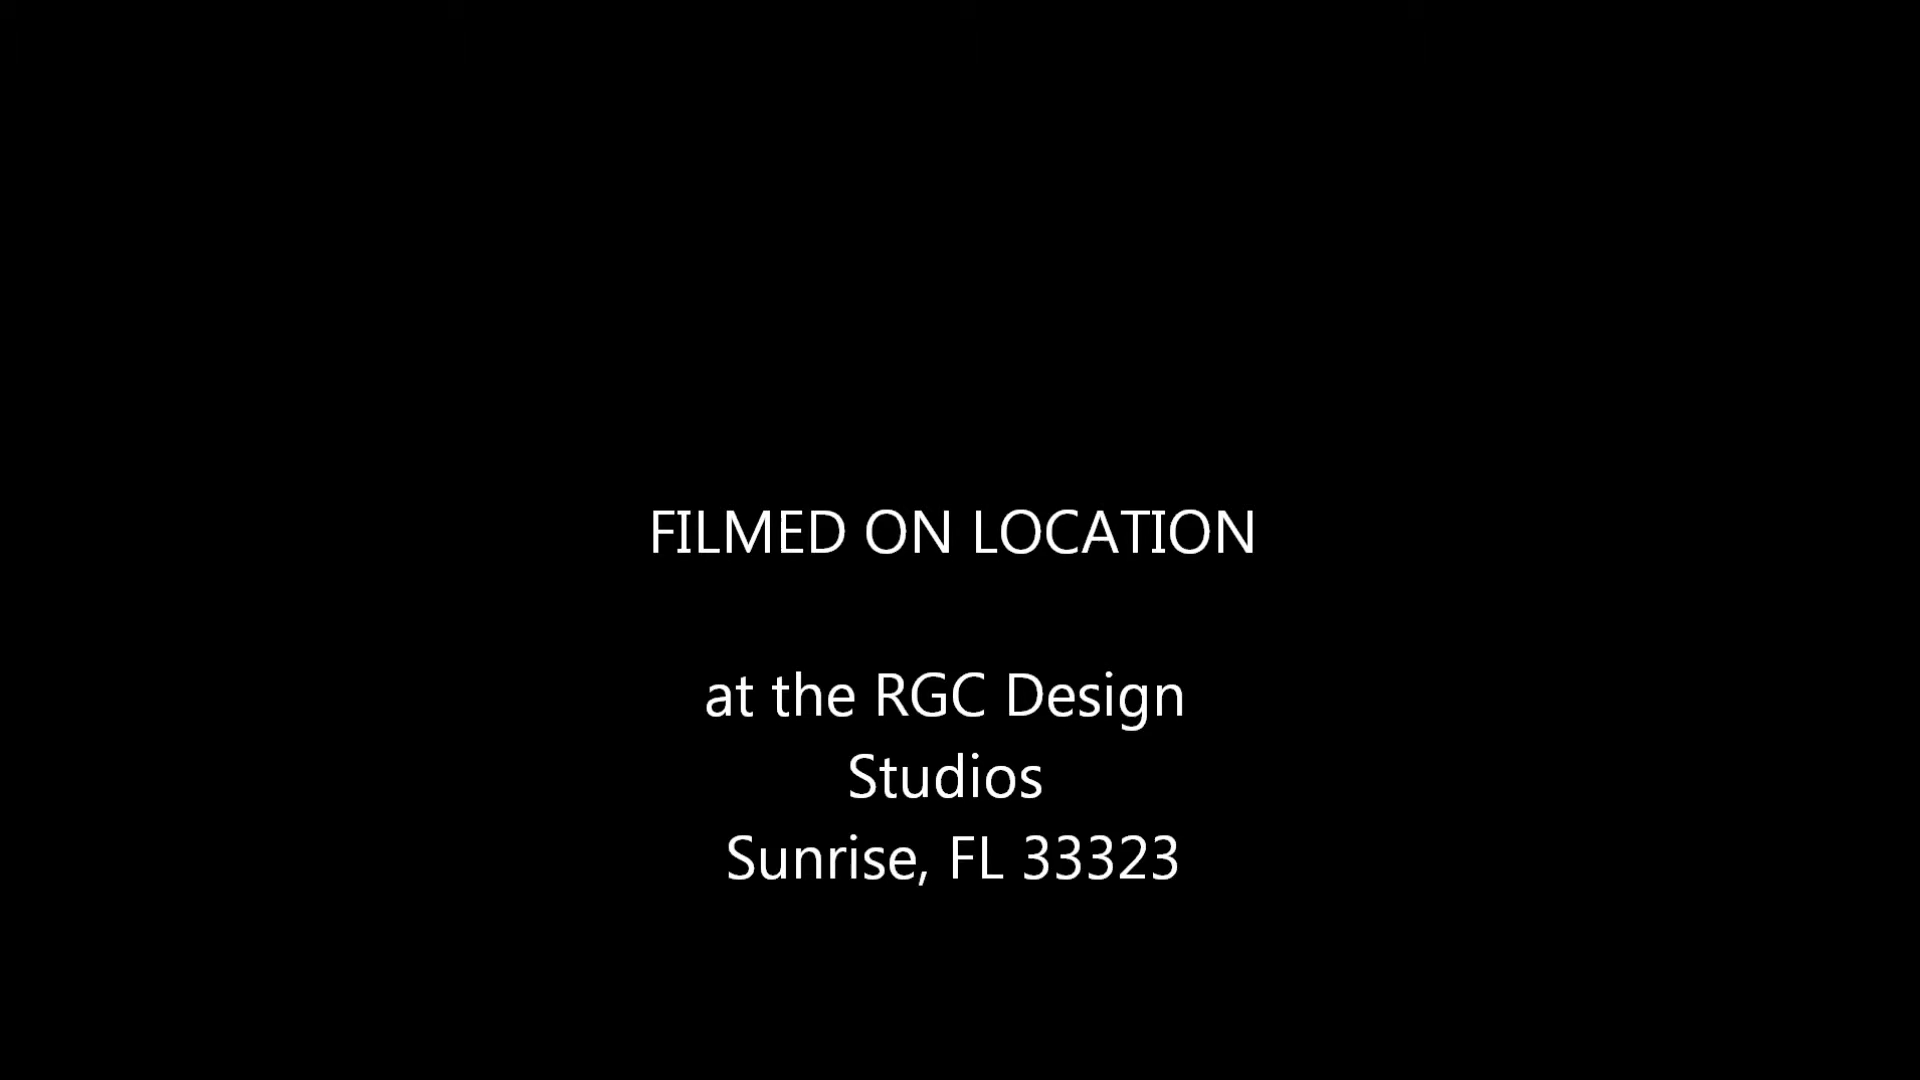 FILMED ON LOCATION
at the RGC Design
Studios
Sunrise, FL 33323